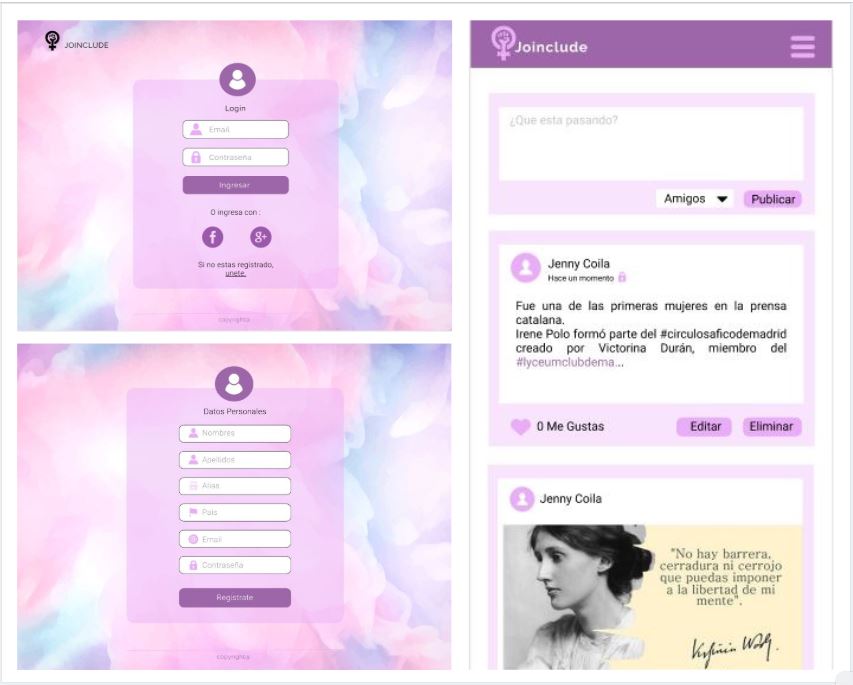 JOINCLUDE
Login
Email
Contraseña
Ingresar
O ingresa con :
f
g+
Si no estas registrado,
unete.
copyrights
Datos Personales
Nombres
Apellidos
Alias
País
Email
Contraseña
Registrate
copyrights
Joinclude
¿Que esta pasando?
Amigos
Publicar
Jenny Coila
Hace un momento
Fue una de las primeras mujeres en la prensa
catalana.
Irene Polo formó parte del #circulosaficodemadrid
creado por Victorina Durán, miembro del
#lyceumclubdema...
0 Me Gustas
Editar
Eliminar
Jenny Coila
"No hay barrera,
cerradura ni cerrojo
que puedas imponer
a la libertad de mi
mente".